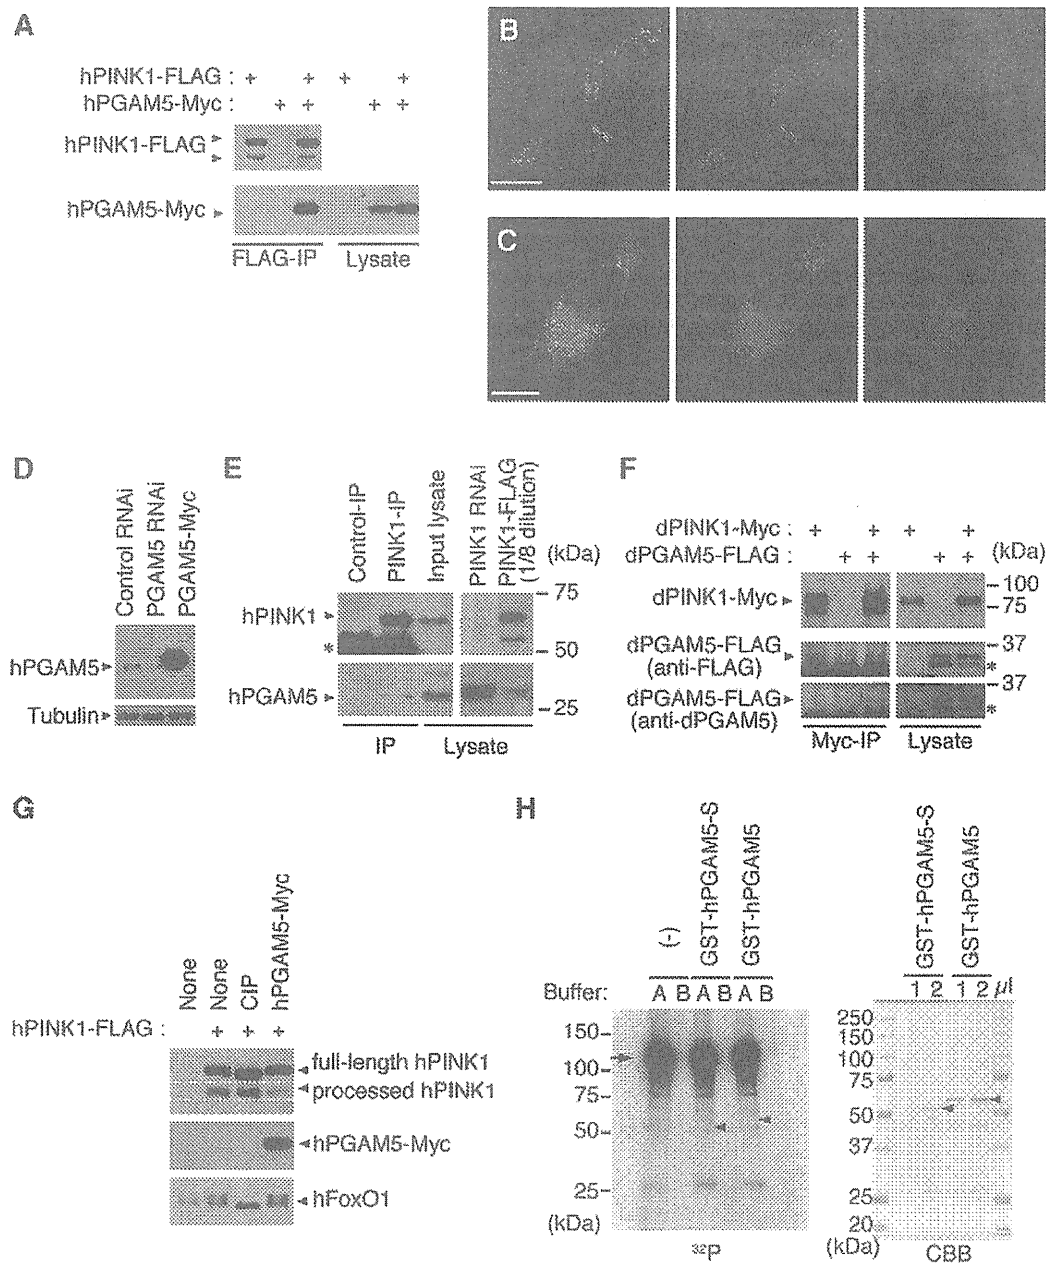 A
hPINK1-FLAG : + + + +
hPGAM5-Myc : + + + +
hPINK1-FLAG
hPGAM5-Myc
FLAG-IP Lysate
B
C
D
Control RNAi
PGAM5 RNAi
PGAM5-Myc
hPGAM5
Tubulin
E
Control-IP
PINK1-IP
Input lysate
PINK1 RNAi
PINK1-FLAG
(1/8 dilution)
(kDa)
hPINK1
*
hPGAM5
75
50
25
IP Lysate
F
dPINK1-Myc : + + + +
dPGAM5-FLAG : + + + + (kDa)
dPINK1-Myc
100
75
dPGAM5-FLAG
(anti-FLAG)
37
*
dPGAM5-FLAG
(anti-dPGAM5)
37
*
Myc-IP Lysate
G
None
None
CIP
hPGAM5-Myc
hPINK1-FLAG : + + +
full-length hPINK1
processed hPINK1
hPGAM5-Myc
hFoxO1
H
(-)
GST-hPGAM5-S
GST-hPGAM5
Buffer: A B A B A B
150
100
75
50
25
(kDa)
³²P
GST-hPGAM5-S
GST-hPGAM5
1 2 1 2 µl
250
150
100
75
50
37
25
20
(kDa)
CBB